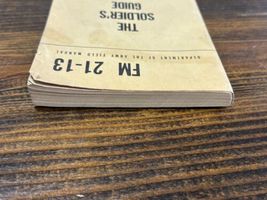 FM 21-13
DEPARTMENT OF THE ARMY FIELD MANUAL
THE
SOLDIER'S
GUIDE